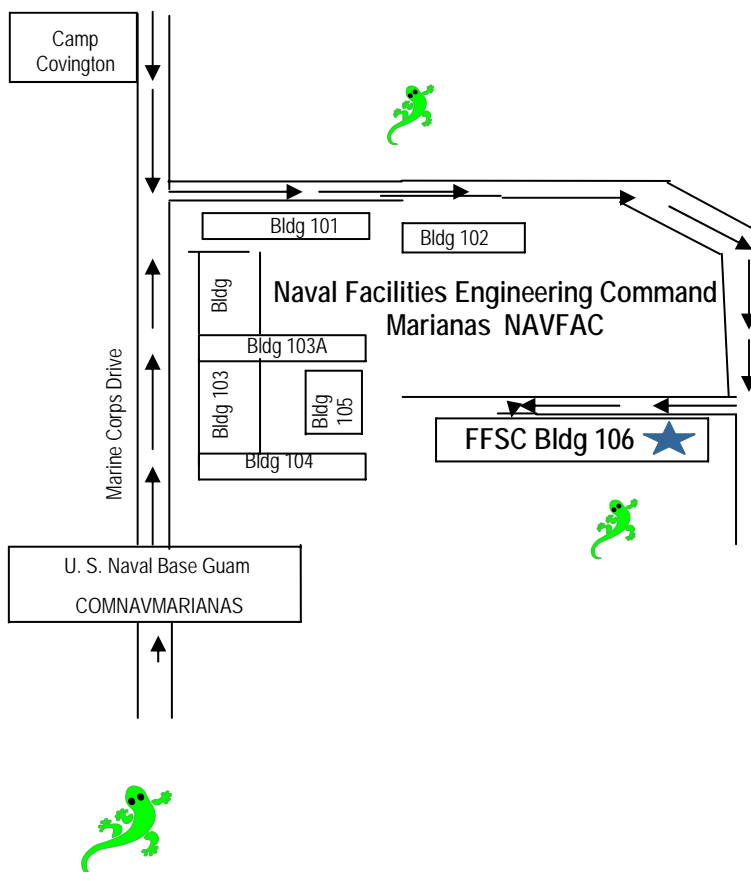 Camp
Covington
Bldg 101
Bldg 102
Bldg
Naval Facilities Engineering Command
Marianas  NAVFAC
Bldg 103A
Marine Corps Drive
Bldg 103
Bldg
105
FFSC Bldg 106
Bldg 104
U. S. Naval Base Guam
COMNAVMARIANAS